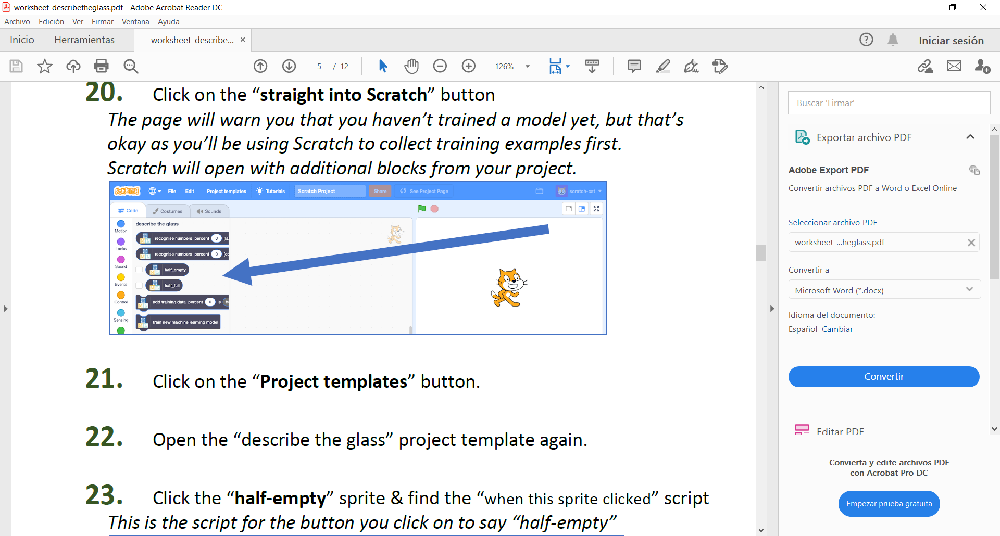 worksheet-describetheglass.pdf - Adobe Acrobat Reader DC
Archivo Edición Ver Firmar Ventana Ayuda
Inicio Herramientas worksheet-describe... × Iniciar sesión
5 / 12 126%
20. Click on the “straight into Scratch” button
The page will warn you that you haven’t trained a model yet, but that’s
okay as you’ll be using Scratch to collect training examples first.
Scratch will open with additional blocks from your project.
SCRATCH File Edit Project templates Tutorials Scratch Project Share See Project Page scratch-cat
Code Costumes Sounds
Motion
Looks
Sound
Events
Control
Sensing
describe the glass
recognise numbers percent 0 (la
recognise numbers percent 0 (co
half_empty
half_full
add training data percent 0 is ha
train new machine learning model
21. Click on the “Project templates” button.
22. Open the “describe the glass” project template again.
23. Click the “half-empty” sprite & find the “when this sprite clicked” script
This is the script for the button you click on to say “half-empty”
Buscar 'Firmar'
Exportar archivo PDF
Adobe Export PDF
Convertir archivos PDF a Word o Excel Online
Seleccionar archivo PDF
worksheet-...heglass.pdf
Convertir a
Microsoft Word (*.docx)
Idioma del documento:
Español Cambiar
Convertir
Editar PDF
Convierta y edite archivos PDF
con Acrobat Pro DC
Empezar prueba gratuita